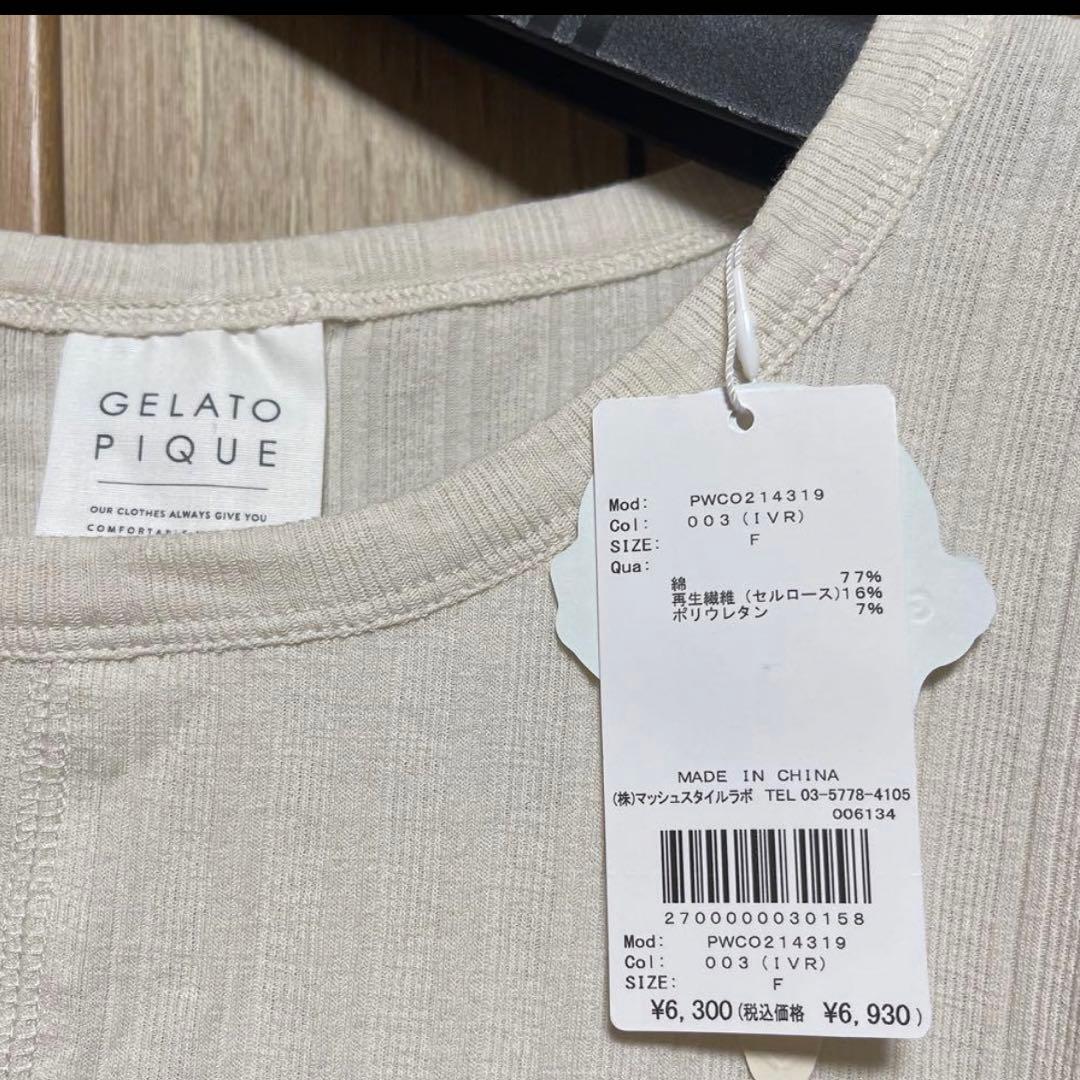 GELATO
PIQUE
OUR CLOTHES ALWAYS GIVE YOU
Mod: PWCO214319
Col: 003(IVR)
SIZE: F
Qua:
綿 77%
再生繊維(セルロース)16%
ポリウレタン 7%
MADE IN CHINA
(株)マッシュスタイルラボ TEL 03-5778-4105
006134
2700000030158
Mod: PWCO214319
Col: 003(IVR)
SIZE: F
¥6,300(税込価格 ¥6,930)